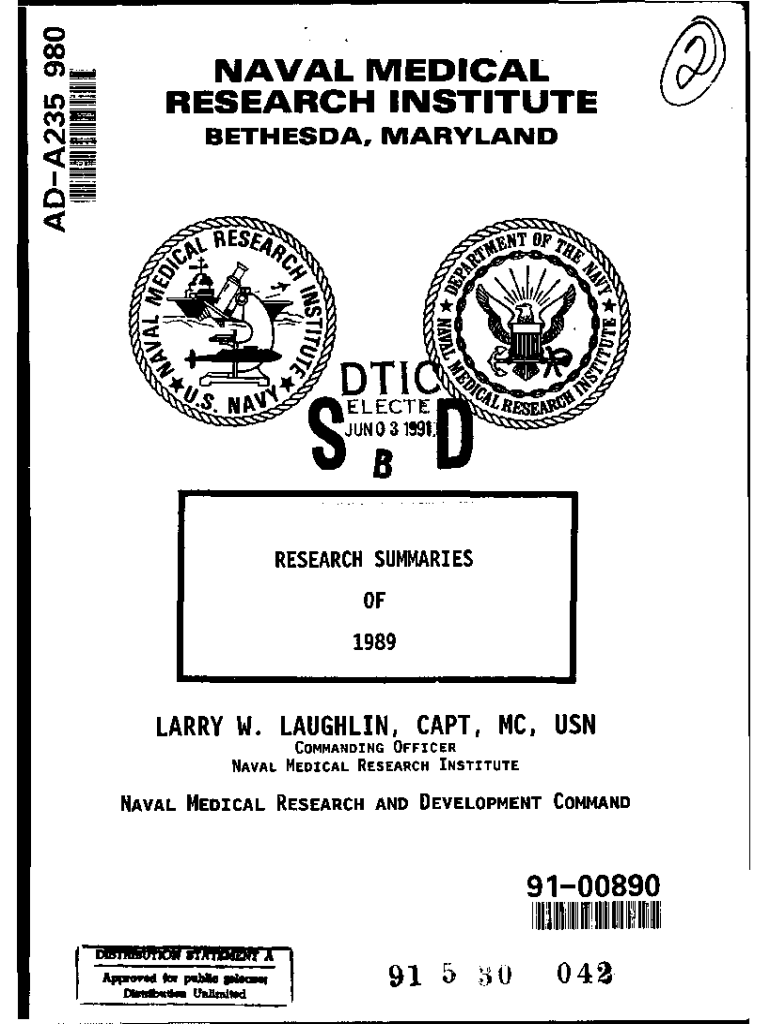 AD-A235 980
2
NAVAL MEDICAL
RESEARCH INSTITUTE
BETHESDA, MARYLAND
NAVAL MEDICAL RESEARCH INSTITUTE
★ U.S. NAVY ★
DEPARTMENT OF THE NAVY
★ NAVAL MEDICAL RESEARCH INSTITUTE ★
DTIC
ELECTE
JUN 03 1991
S B D
RESEARCH SUMMARIES
OF
1989
LARRY W. LAUGHLIN, CAPT, MC, USN
COMMANDING OFFICER
NAVAL MEDICAL RESEARCH INSTITUTE
NAVAL MEDICAL RESEARCH AND DEVELOPMENT COMMAND
91-00890
DISTRIBUTION STATEMENT A
Approved for public release;
Distribution Unlimited
91 5 30 042